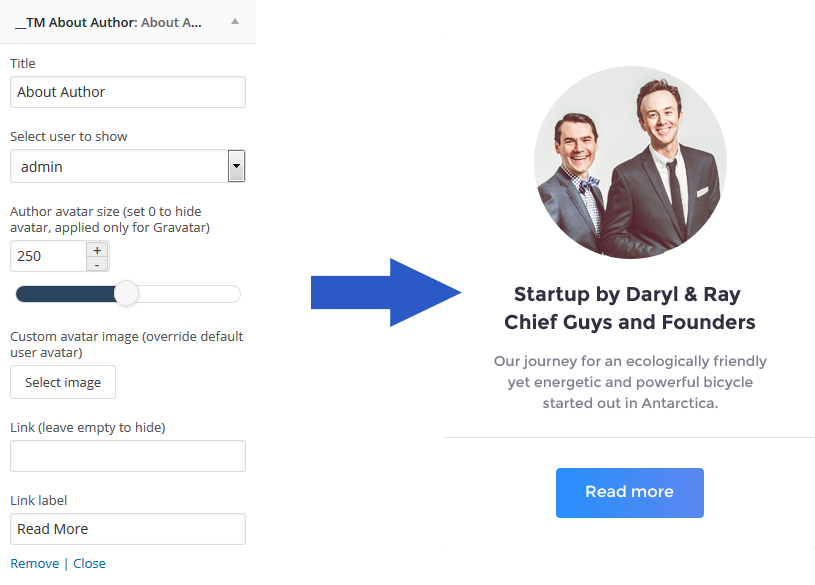 __TM About Author: About A...
Title
About Author
Select user to show
admin
Author avatar size (set 0 to hide
avatar, applied only for Gravatar)
250
+
-
Custom avatar image (override default
user avatar)
Select image
Link (leave empty to hide)
Link label
Read More
Remove | Close
Startup by Daryl & Ray
Chief Guys and Founders
Our journey for an ecologically friendly
yet energetic and powerful bicycle
started out in Antarctica.
Read more